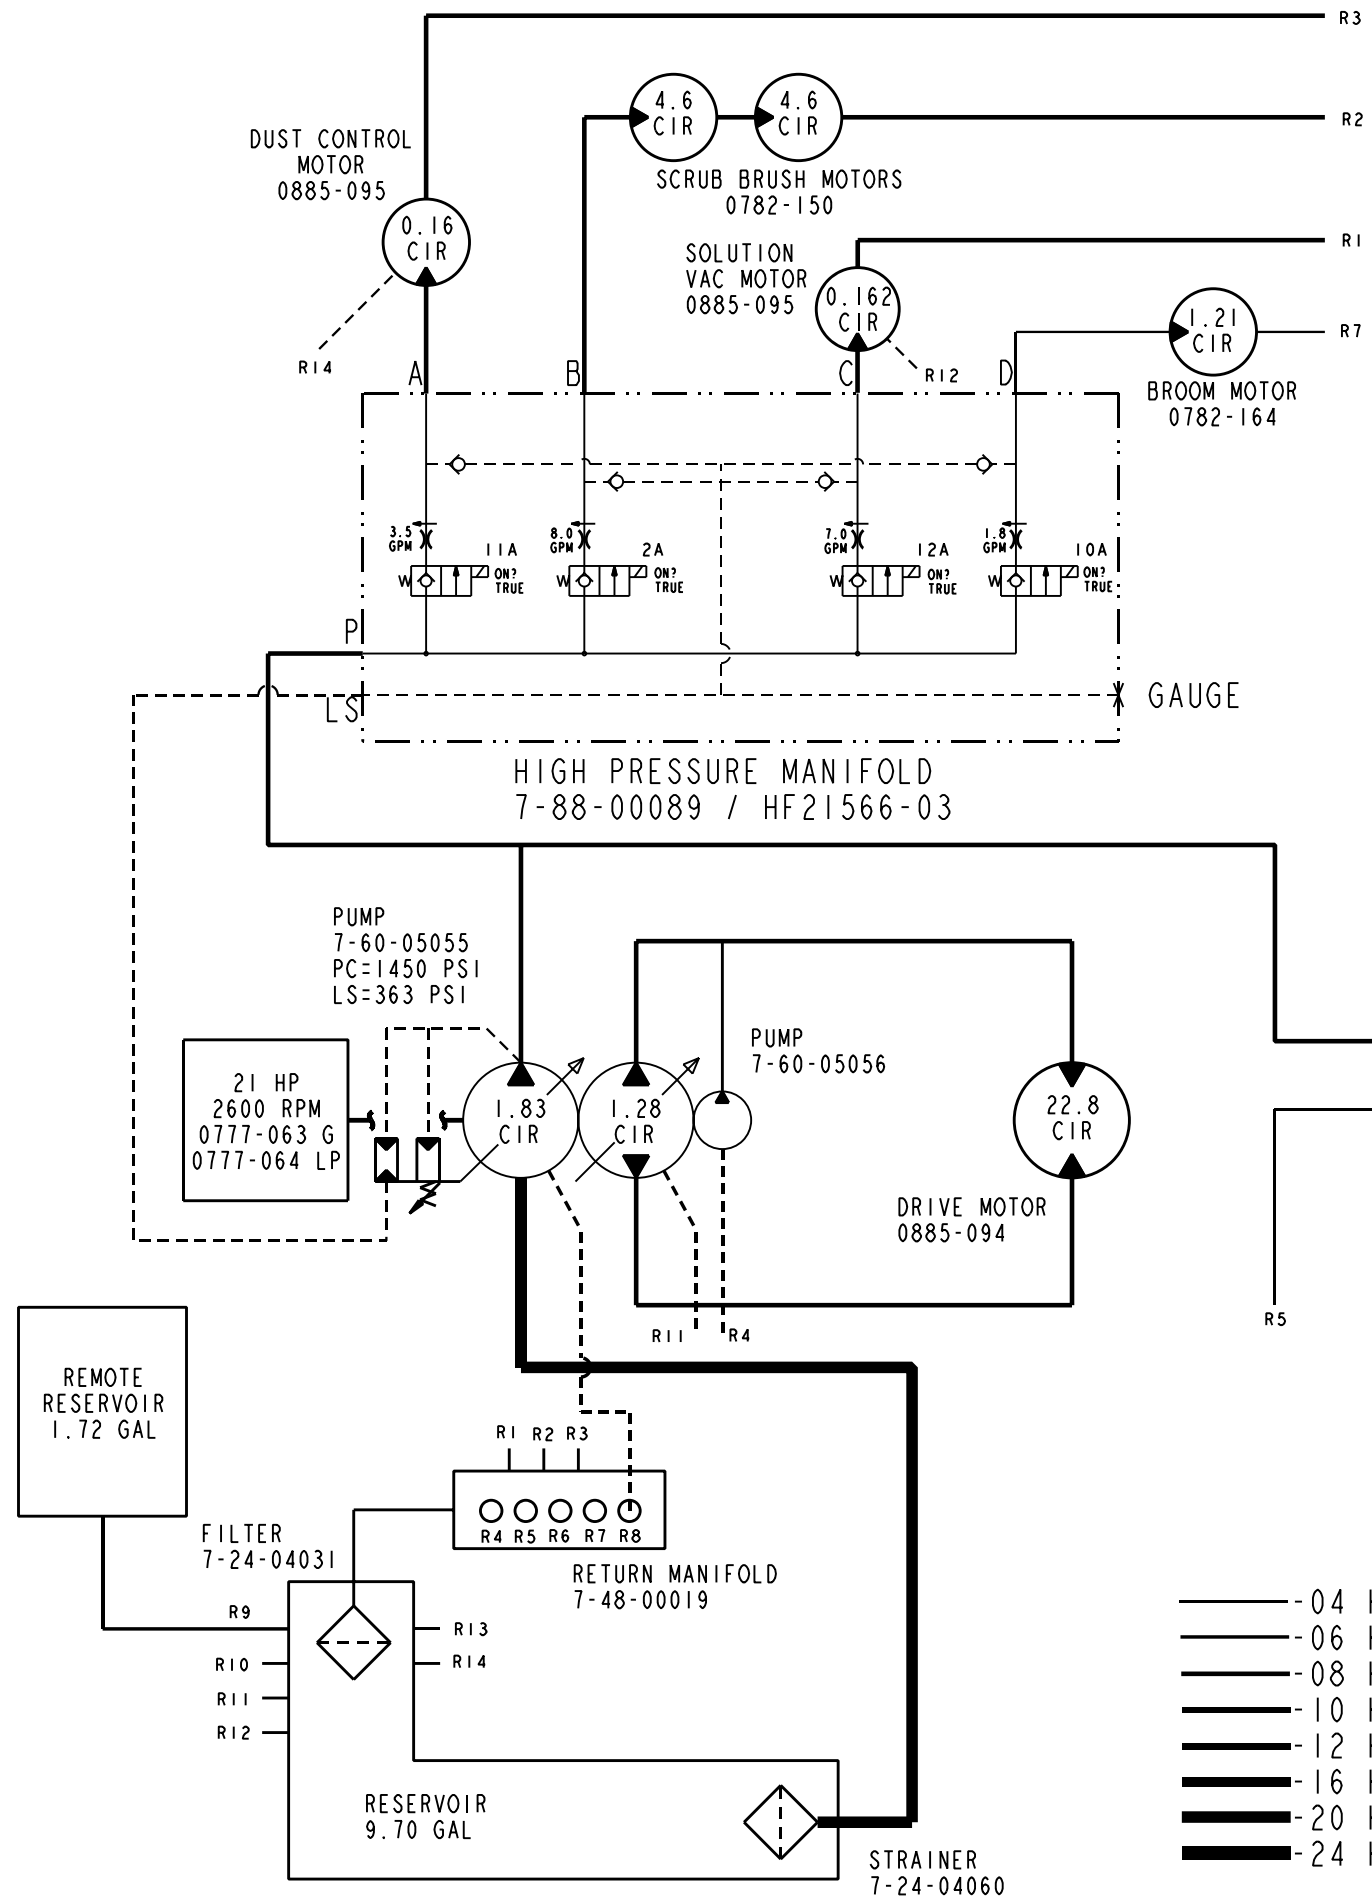 R3
4.6
CIR
4.6
CIR
R2
DUST CONTROL
MOTOR
0885-095
SCRUB BRUSH MOTORS
0782-150
0.16
CIR
SOLUTION
VAC MOTOR
0885-095
R1
0.162
CIR
1.21
CIR
R7
R14
R12
BROOM MOTOR
0782-164
A
B
C
D
3.5
GPM
11A
W
ON?
TRUE
8.0
GPM
2A
W
ON?
TRUE
7.0
GPM
12A
W
ON?
TRUE
1.8
GPM
10A
W
ON?
TRUE
P
LS
GAUGE
HIGH PRESSURE MANIFOLD
7-88-00089 / HF21566-03
PUMP
7-60-05055
PC=1450 PSI
LS=363 PSI
PUMP
7-60-05056
21 HP
2600 RPM
0777-063 G
0777-064 LP
1.83
CIR
1.28
CIR
22.8
CIR
DRIVE MOTOR
0885-094
R11
R4
R5
REMOTE
RESERVOIR
1.72 GAL
R1 R2 R3
R4 R5 R6 R7 R8
RETURN MANIFOLD
7-48-00019
FILTER
7-24-04031
R9
R10
R11
R12
R13
R14
RESERVOIR
9.70 GAL
STRAINER
7-24-04060
-04 H
-06 H
-08 H
-10 H
-12 H
-16 H
-20 H
-24 H